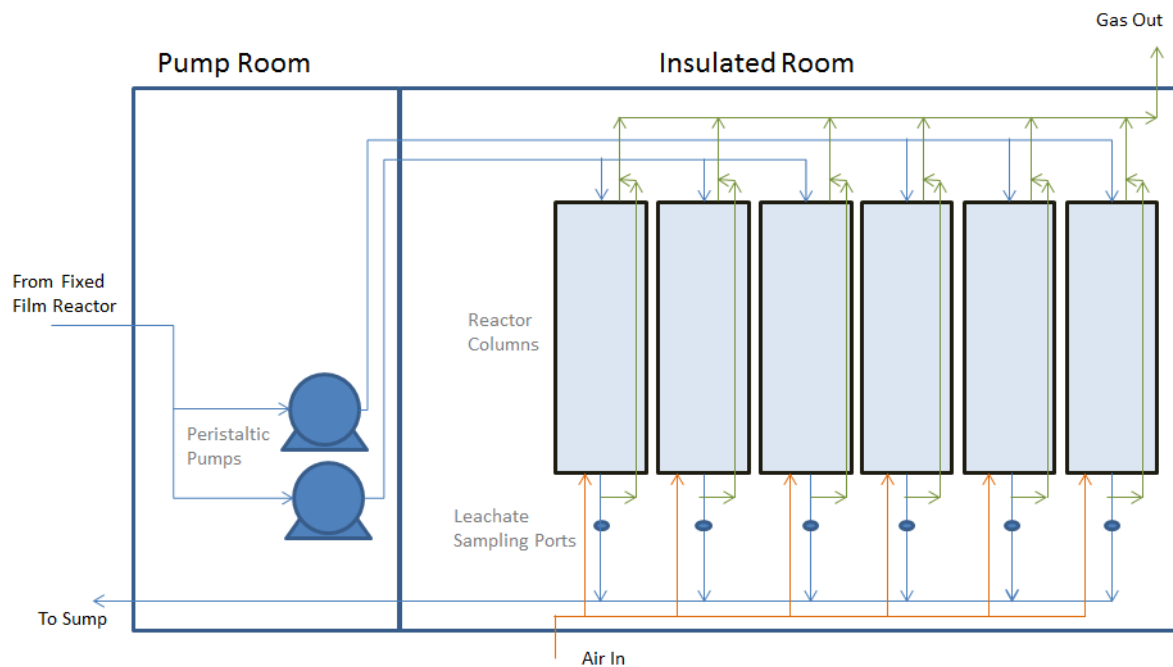 Gas Out
Pump Room
Insulated Room
From Fixed
Film Reactor
Reactor
Columns
Peristaltic
Pumps
Leachate
Sampling Ports
To Sump
Air In